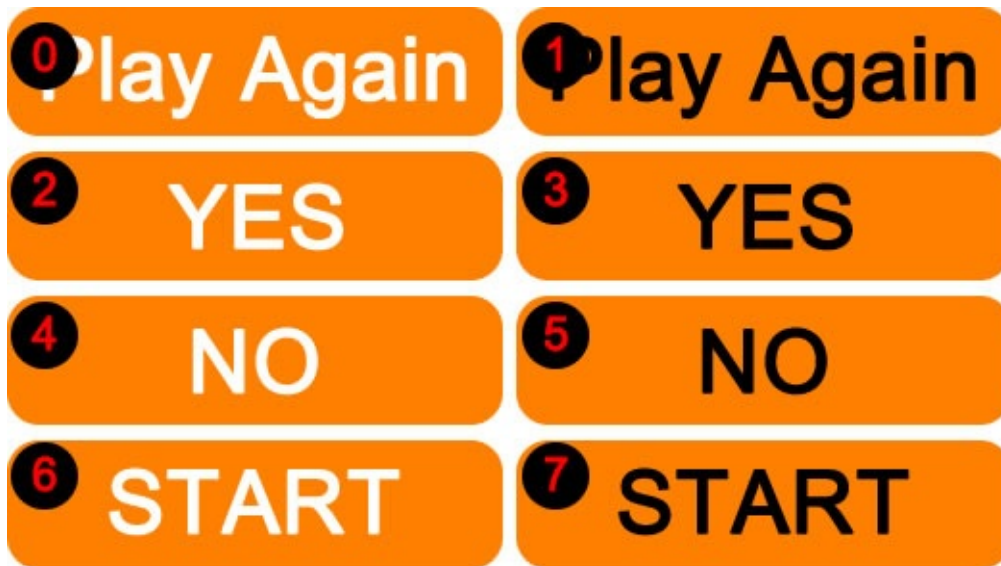 0 Play Again
1 Play Again
2 YES
3 YES
4 NO
5 NO
6 START
7 START